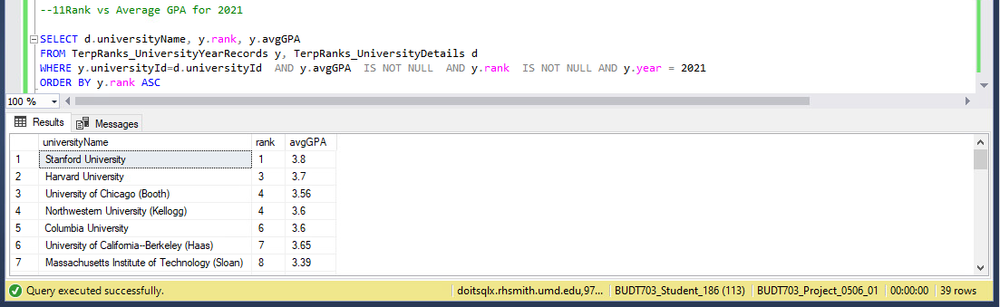 --11Rank vs Average GPA for 2021
SELECT d.universityName, y.rank, y.avgGPA
FROM TerpRanks_UniversityYearRecords y, TerpRanks_UniversityDetails d
WHERE y.universityId=d.universityId  AND y.avgGPA  IS NOT NULL  AND y.rank  IS NOT NULL AND y.year = 2021
ORDER BY y.rank ASC
100 %
Results Messages
universityName rank avgGPA
1 Stanford University 1 3.8
2 Harvard University 3 3.7
3 University of Chicago (Booth) 4 3.56
4 Northwestern University (Kellogg) 4 3.6
5 Columbia University 6 3.6
6 University of California--Berkeley (Haas) 7 3.65
7 Massachusetts Institute of Technology (Sloan) 8 3.39
Query executed successfully. doitsqlx.rhsmith.umd.edu,97... BUDT703_Student_186 (113) BUDT703_Project_0506_01 00:00:00 39 rows